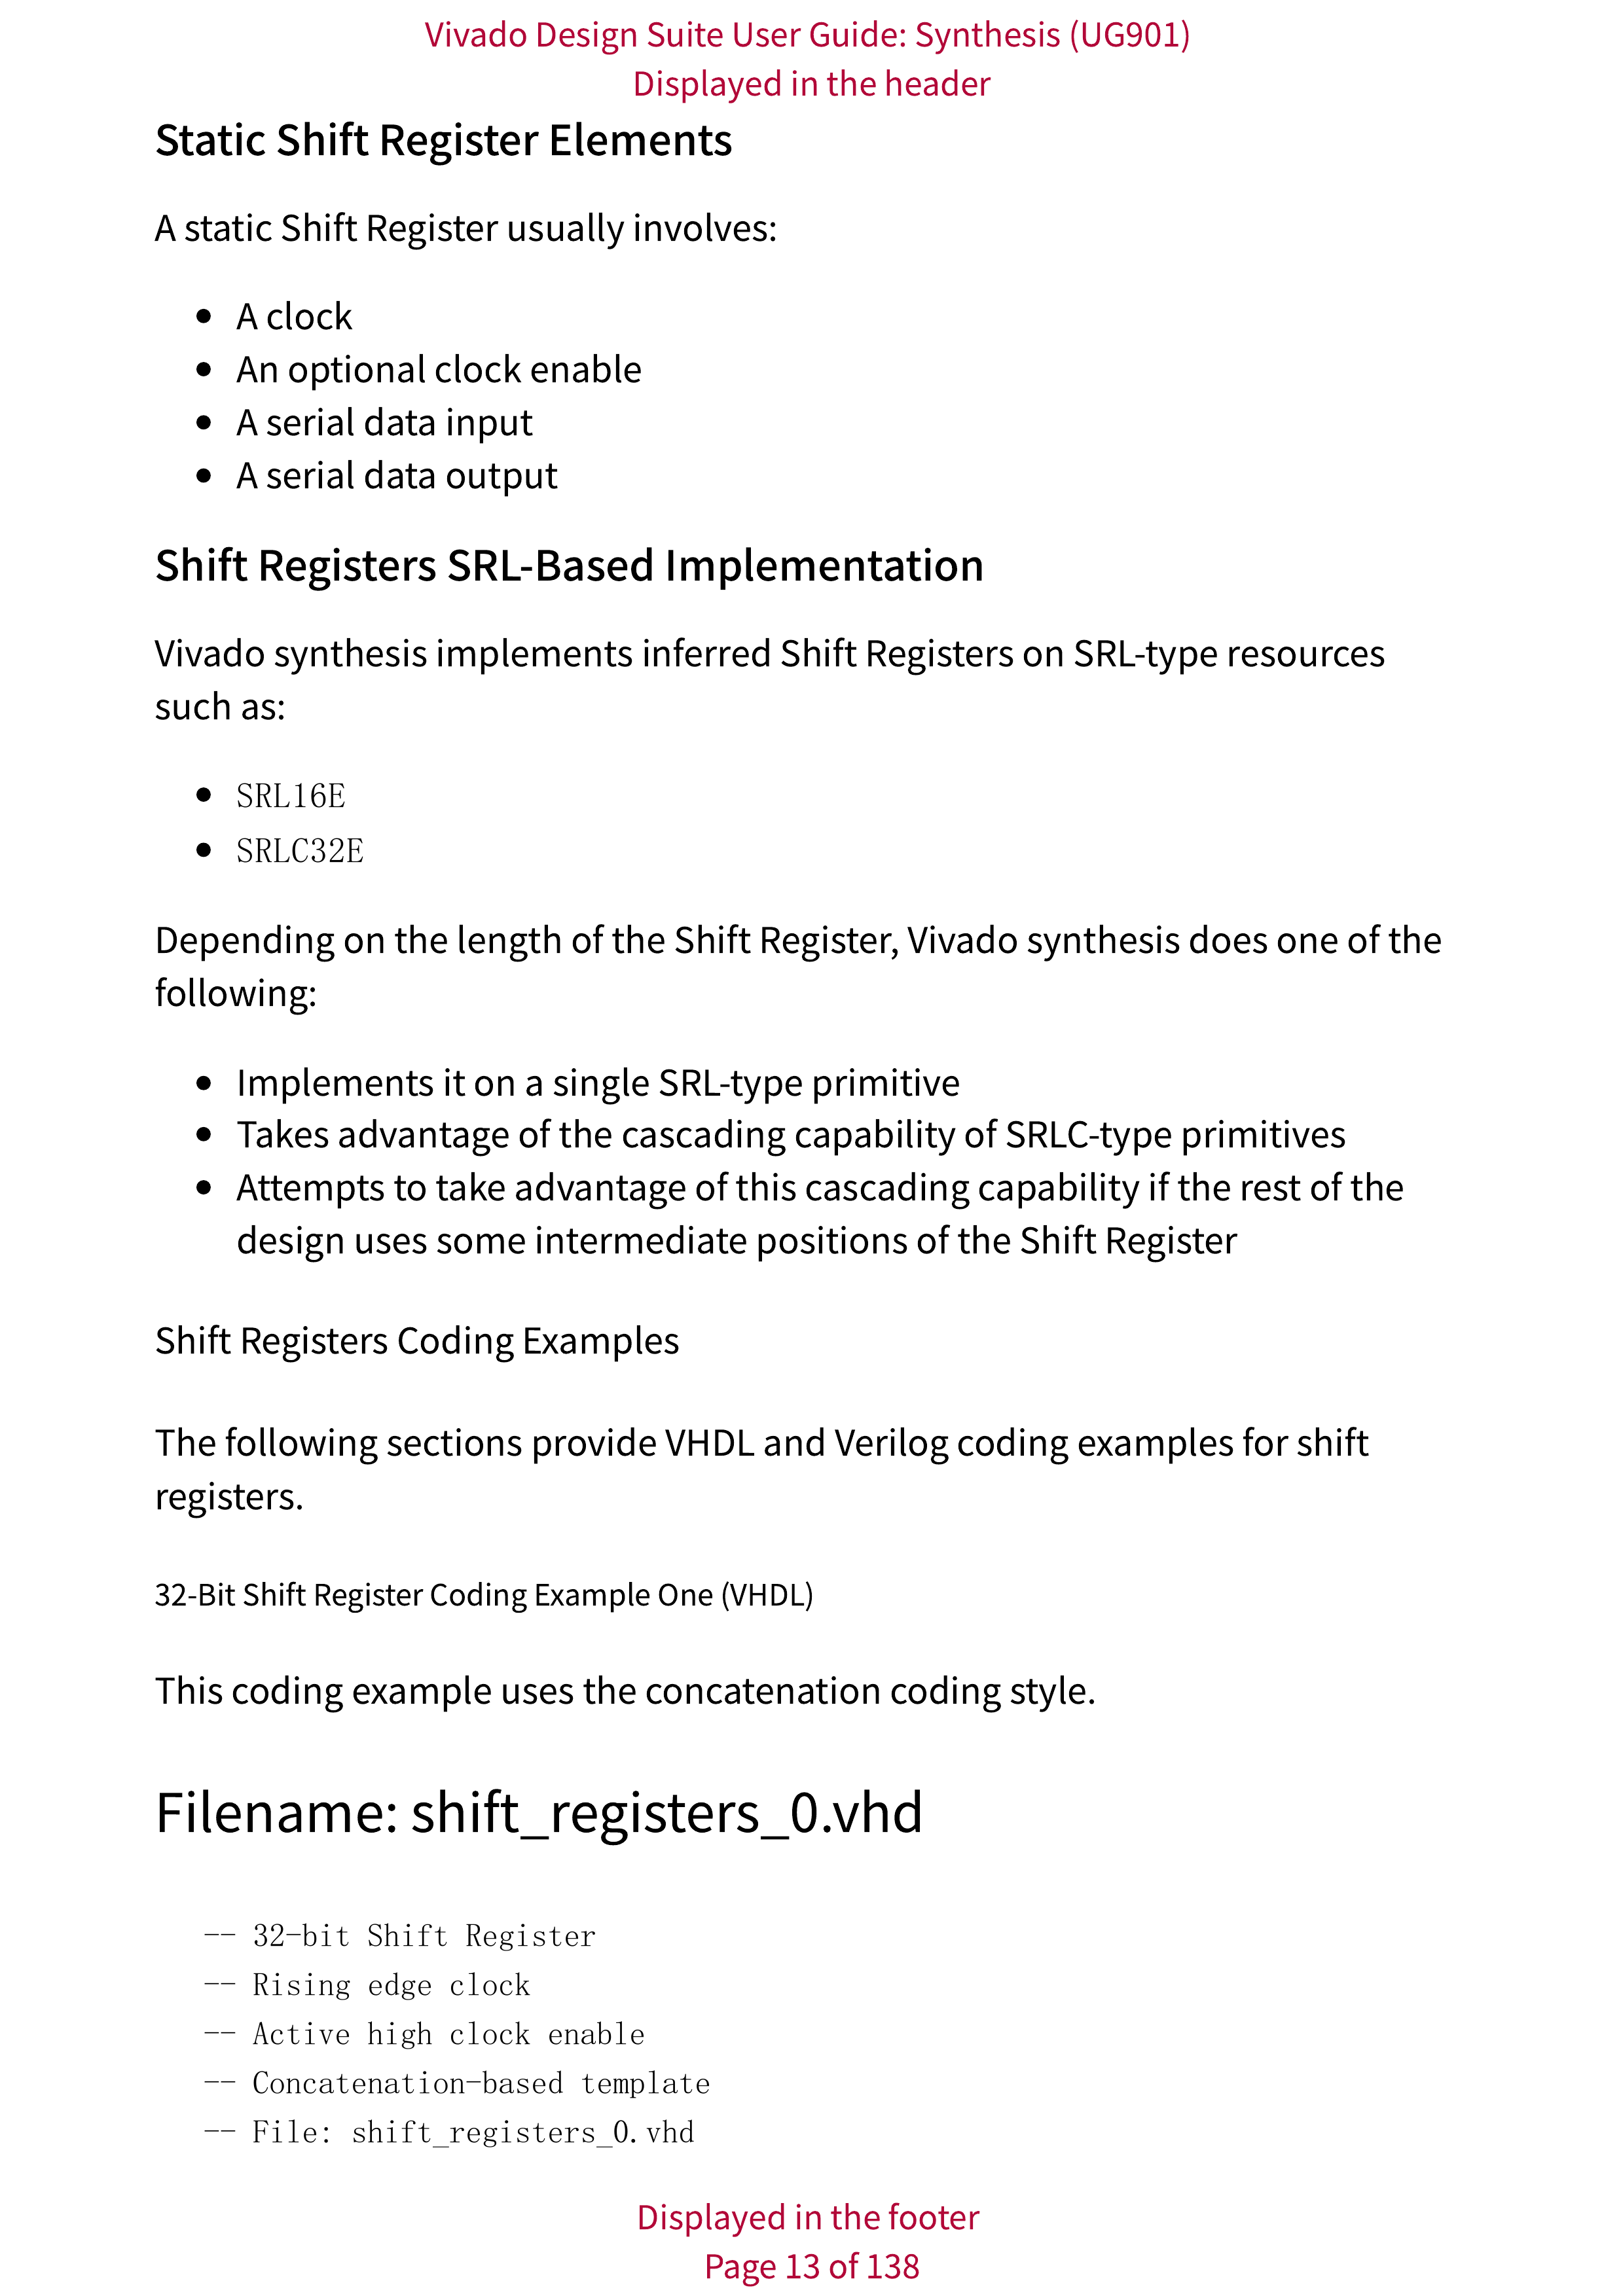 Vivado Design Suite User Guide: Synthesis (UG901)
Displayed in the header
Static Shift Register Elements
A static Shift Register usually involves:
• A clock
• An optional clock enable
• A serial data input
• A serial data output
Shift Registers SRL-Based Implementation
Vivado synthesis implements inferred Shift Registers on SRL-type resources
such as:
• SRL16E
• SRLC32E
Depending on the length of the Shift Register, Vivado synthesis does one of the
following:
• Implements it on a single SRL-type primitive
• Takes advantage of the cascading capability of SRLC-type primitives
• Attempts to take advantage of this cascading capability if the rest of the
design uses some intermediate positions of the Shift Register
Shift Registers Coding Examples
The following sections provide VHDL and Verilog coding examples for shift
registers.
32-Bit Shift Register Coding Example One (VHDL)
This coding example uses the concatenation coding style.
Filename: shift_registers_0.vhd
-- 32-bit Shift Register
-- Rising edge clock
-- Active high clock enable
-- Concatenation-based template
-- File: shift_registers_0.vhd
Displayed in the footer
Page 13 of 138